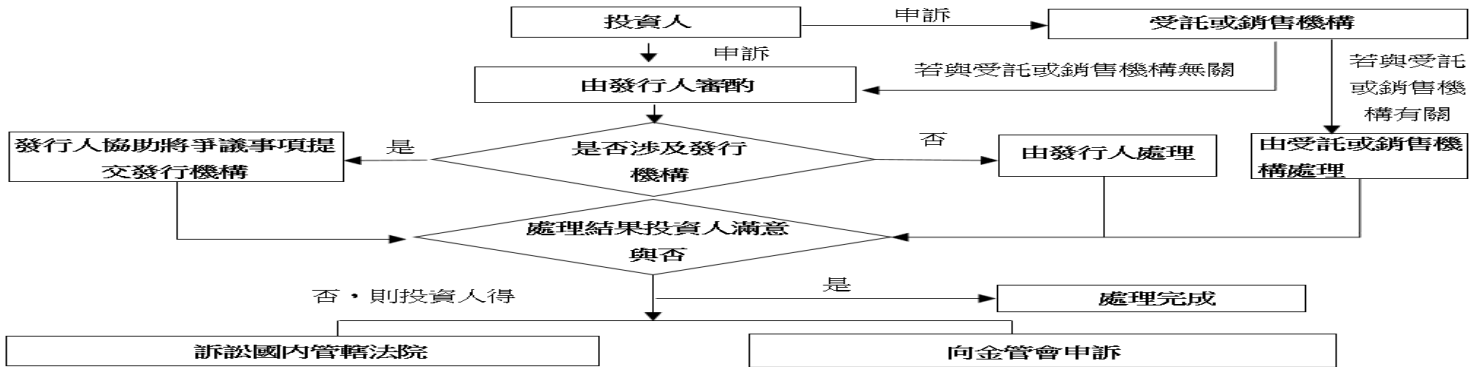 投資人
申訴
受託或銷售機構
申訴
若與受託或銷售機構無關
若與受託
或銷售機
構有關
由發行人審酌
發行人協助將爭議事項提
交發行機構
是
是否涉及發行
機構
否
由發行人處理
由受託或銷售機
構處理
處理結果投資人滿意
與否
否，則投資人得
是
處理完成
訴訟國內管轄法院
向金管會申訴